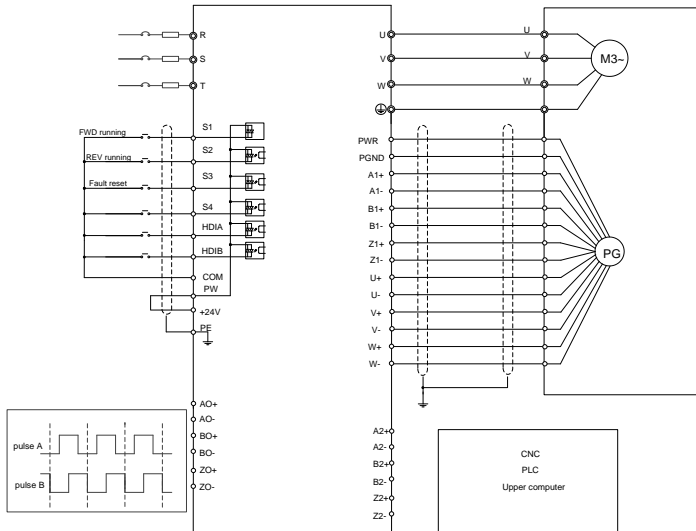 R
S
T
U
V
W
U
V
W
M3~
FWD running
S1
REV running
S2
Fault reset
S3
S4
HDIA
HDIB
COM
PW
+24V
PE
PWR
PGND
A1+
A1-
B1+
B1-
Z1+
Z1-
U+
U-
V+
V-
W+
W-
PG
AO+
AO-
BO+
BO-
ZO+
ZO-
pulse A
pulse B
A2+
A2-
B2+
B2-
Z2+
Z2-
CNC
PLC
Upper computer